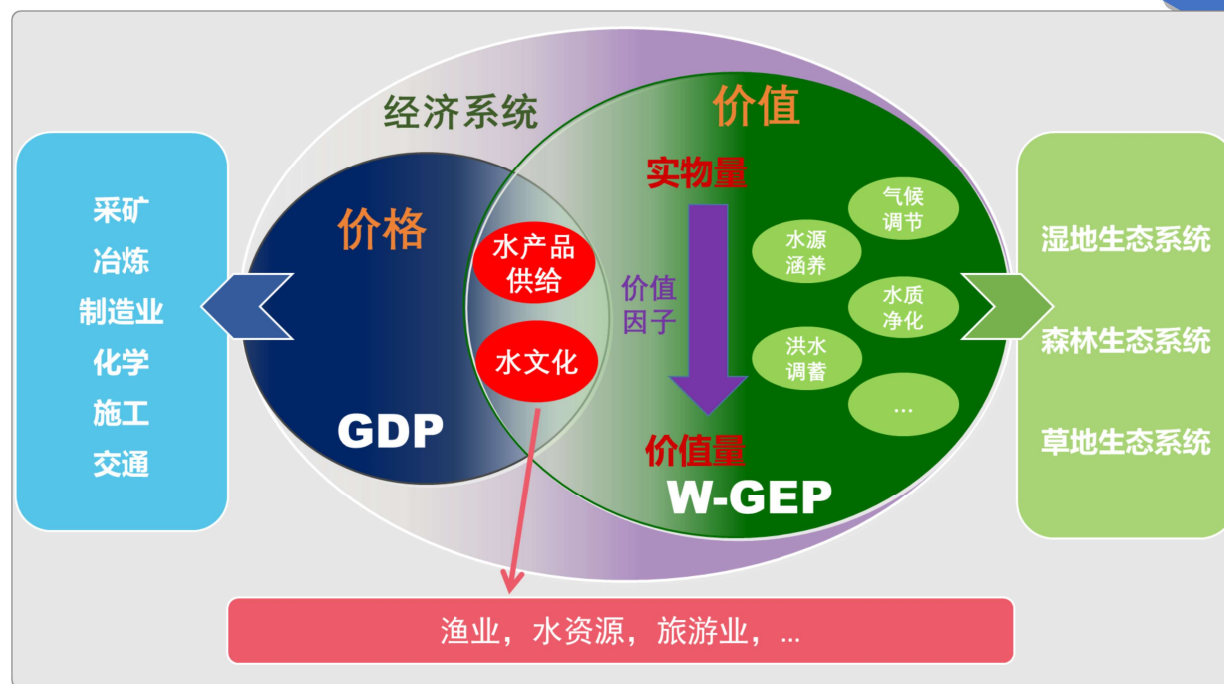 经济系统
价值
采矿
冶炼
制造业
化学
施工
交通
价格
GDP
水产品
供给
水文化
实物量
价值
因子
价值量
W-GEP
气候
调节
水源
涵养
水质
净化
洪水
调蓄
...
湿地生态系统
森林生态系统
草地生态系统
渔业，水资源，旅游业，...